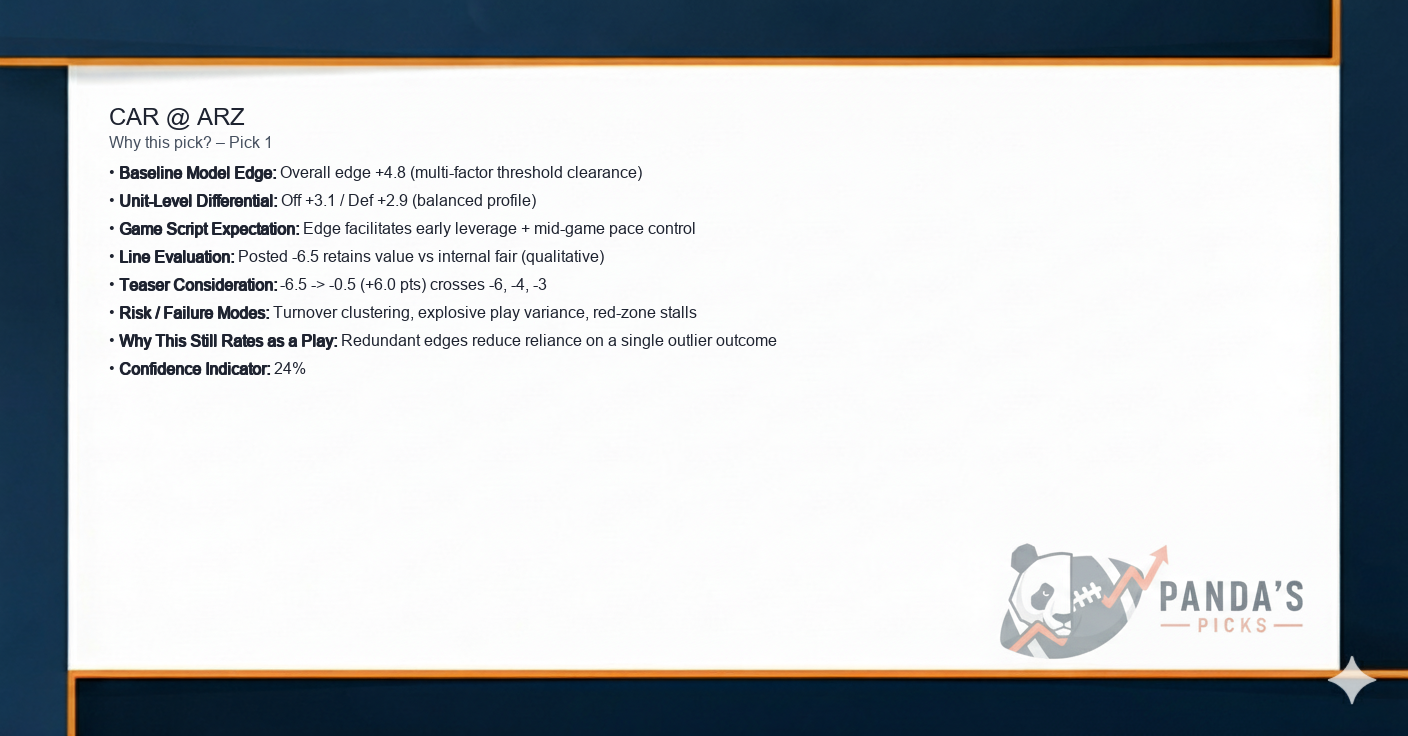 CAR @ ARZ
Why this pick? – Pick 1
• Baseline Model Edge: Overall edge +4.8 (multi-factor threshold clearance)
• Unit-Level Differential: Off +3.1 / Def +2.9 (balanced profile)
• Game Script Expectation: Edge facilitates early leverage + mid-game pace control
• Line Evaluation: Posted -6.5 retains value vs internal fair (qualitative)
• Teaser Consideration: -6.5 -> -0.5 (+6.0 pts) crosses -6, -4, -3
• Risk / Failure Modes: Turnover clustering, explosive play variance, red-zone stalls
• Why This Still Rates as a Play: Redundant edges reduce reliance on a single outlier outcome
• Confidence Indicator: 24%
PANDA'S
PICKS